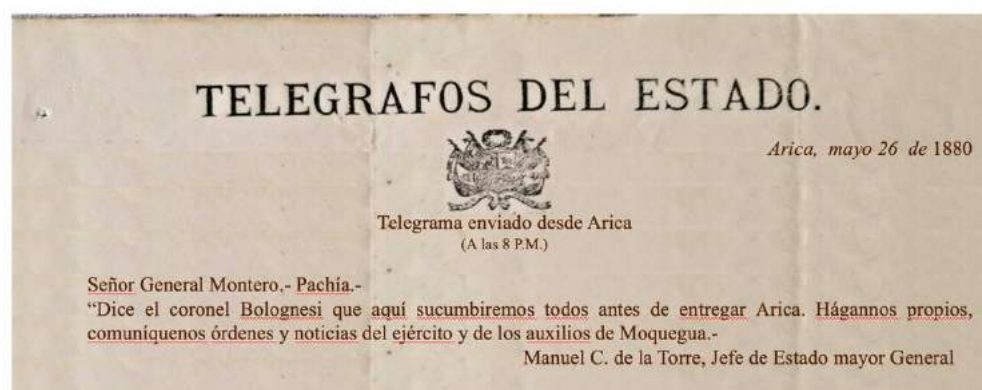 TELEGRAFOS DEL ESTADO.
Arica, mayo 26 de 1880
Telegrama enviado desde Arica
(A las 8 P.M.)
Señor General Montero,- Pachía.-
“Dice el coronel Bolognesi que aquí sucumbiremos todos antes de entregar Arica. Hágannos propios,
comuníquenos órdenes y noticias del ejército y de los auxilios de Moquegua.-
Manuel C. de la Torre, Jefe de Estado mayor General